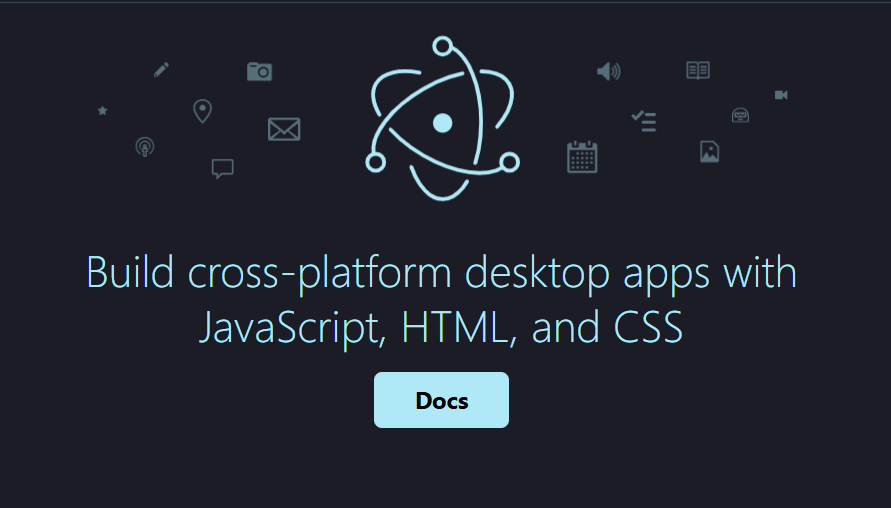 Build cross-platform desktop apps with
JavaScript, HTML, and CSS
Docs